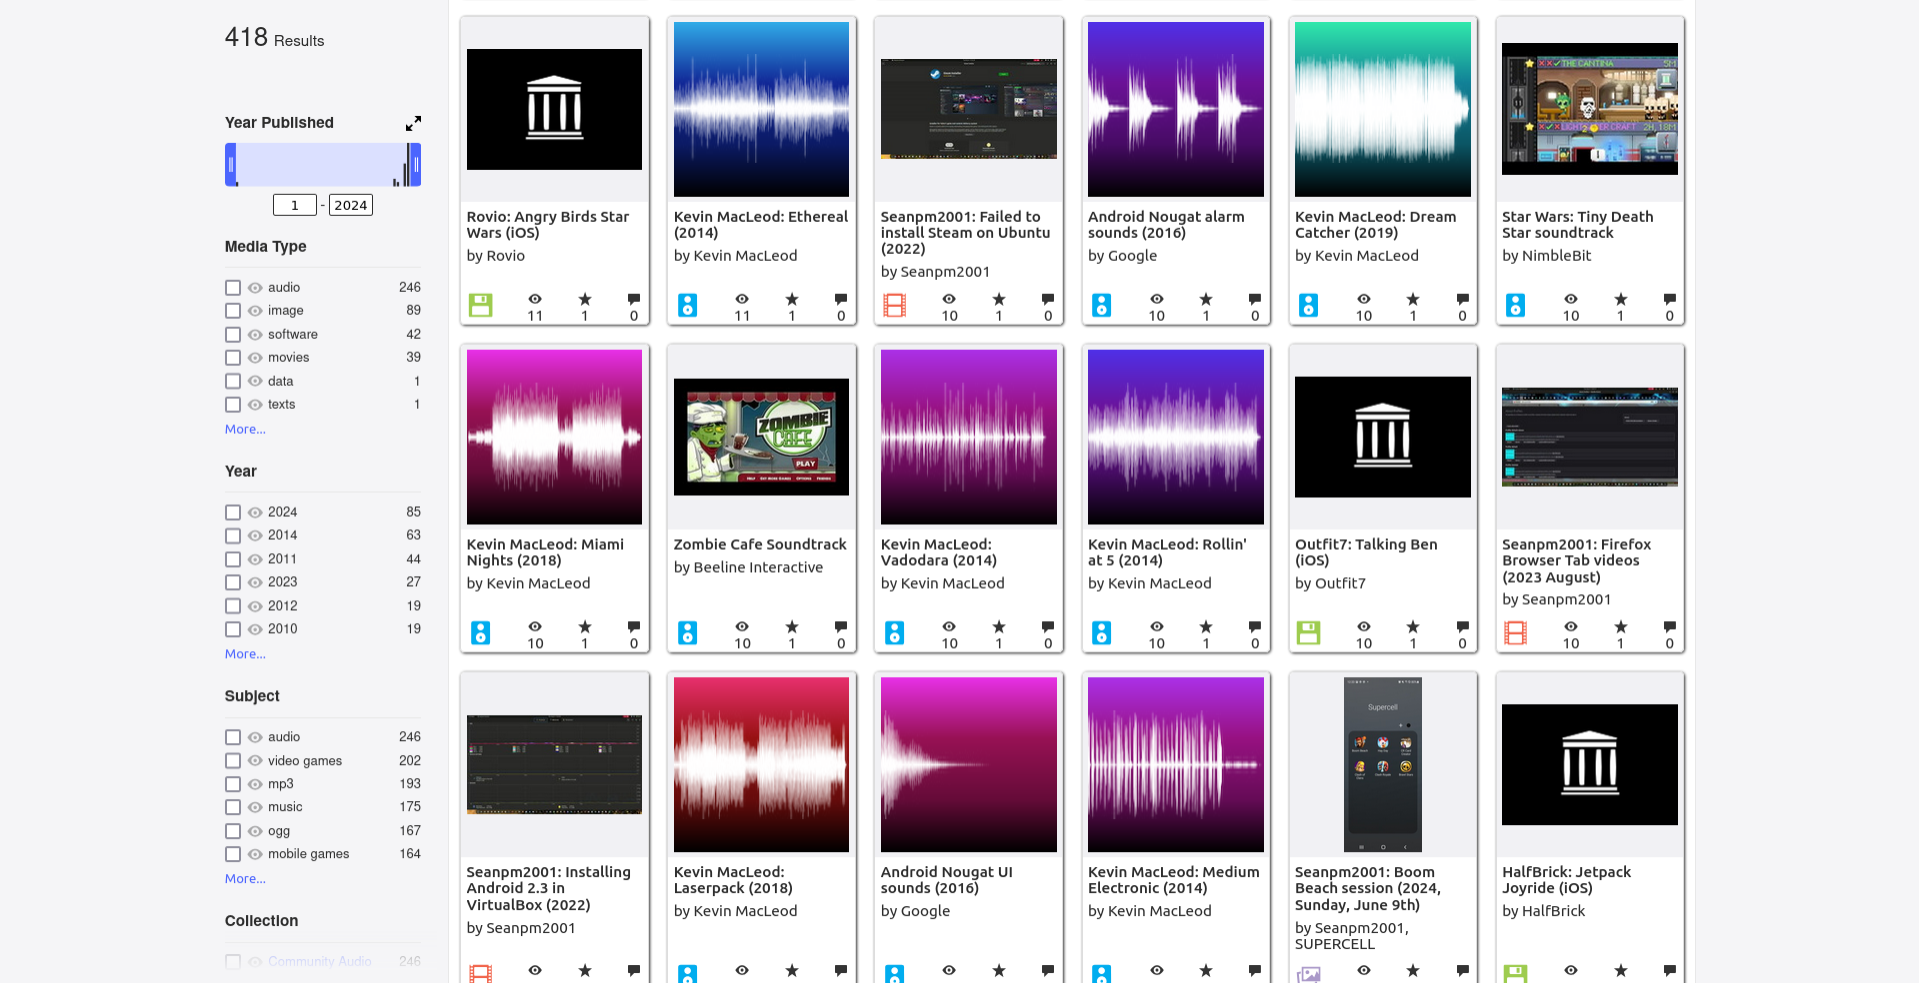 418 Results
Year Published
1 - 2024
Media Type
audio 246
image 89
software 42
movies 39
data 1
texts 1
More...
Year
2024 85
2014 63
2011 44
2023 27
2012 19
2010 19
More...
Subject
audio 246
video games 202
mp3 193
music 175
ogg 167
mobile games 164
More...
Collection
Community Audio 246
Rovio: Angry Birds Star
Wars (iOS)
by Rovio
11 1 0
Kevin MacLeod: Ethereal
(2014)
by Kevin MacLeod
11 1 0
Seanpm2001: Failed to
install Steam on Ubuntu
(2022)
by Seanpm2001
10 1 0
Android Nougat alarm
sounds (2016)
by Google
10 1 0
Kevin MacLeod: Dream
Catcher (2019)
by Kevin MacLeod
10 1 0
THE CANTINA 5M
2H, 18M
Star Wars: Tiny Death
Star soundtrack
by NimbleBit
10 1 0
Kevin MacLeod: Miami
Nights (2018)
by Kevin MacLeod
10 1 0
ZOMBIE
CAFE
PLAY
Zombie Cafe Soundtrack
by Beeline Interactive
10 1 0
Kevin MacLeod:
Vadodara (2014)
by Kevin MacLeod
10 1 0
Kevin MacLeod: Rollin'
at 5 (2014)
by Kevin MacLeod
10 1 0
Outfit7: Talking Ben
(iOS)
by Outfit7
10 1 0
Seanpm2001: Firefox
Browser Tab videos
(2023 August)
by Seanpm2001
10 1 0
Seanpm2001: Installing
Android 2.3 in
VirtualBox (2022)
by Seanpm2001
Kevin MacLeod:
Laserpack (2018)
by Kevin MacLeod
Android Nougat UI
sounds (2016)
by Google
Kevin MacLeod: Medium
Electronic (2014)
by Kevin MacLeod
Supercell
Seanpm2001: Boom
Beach session (2024,
Sunday, June 9th)
by Seanpm2001,
SUPERCELL
HalfBrick: Jetpack
Joyride (iOS)
by HalfBrick